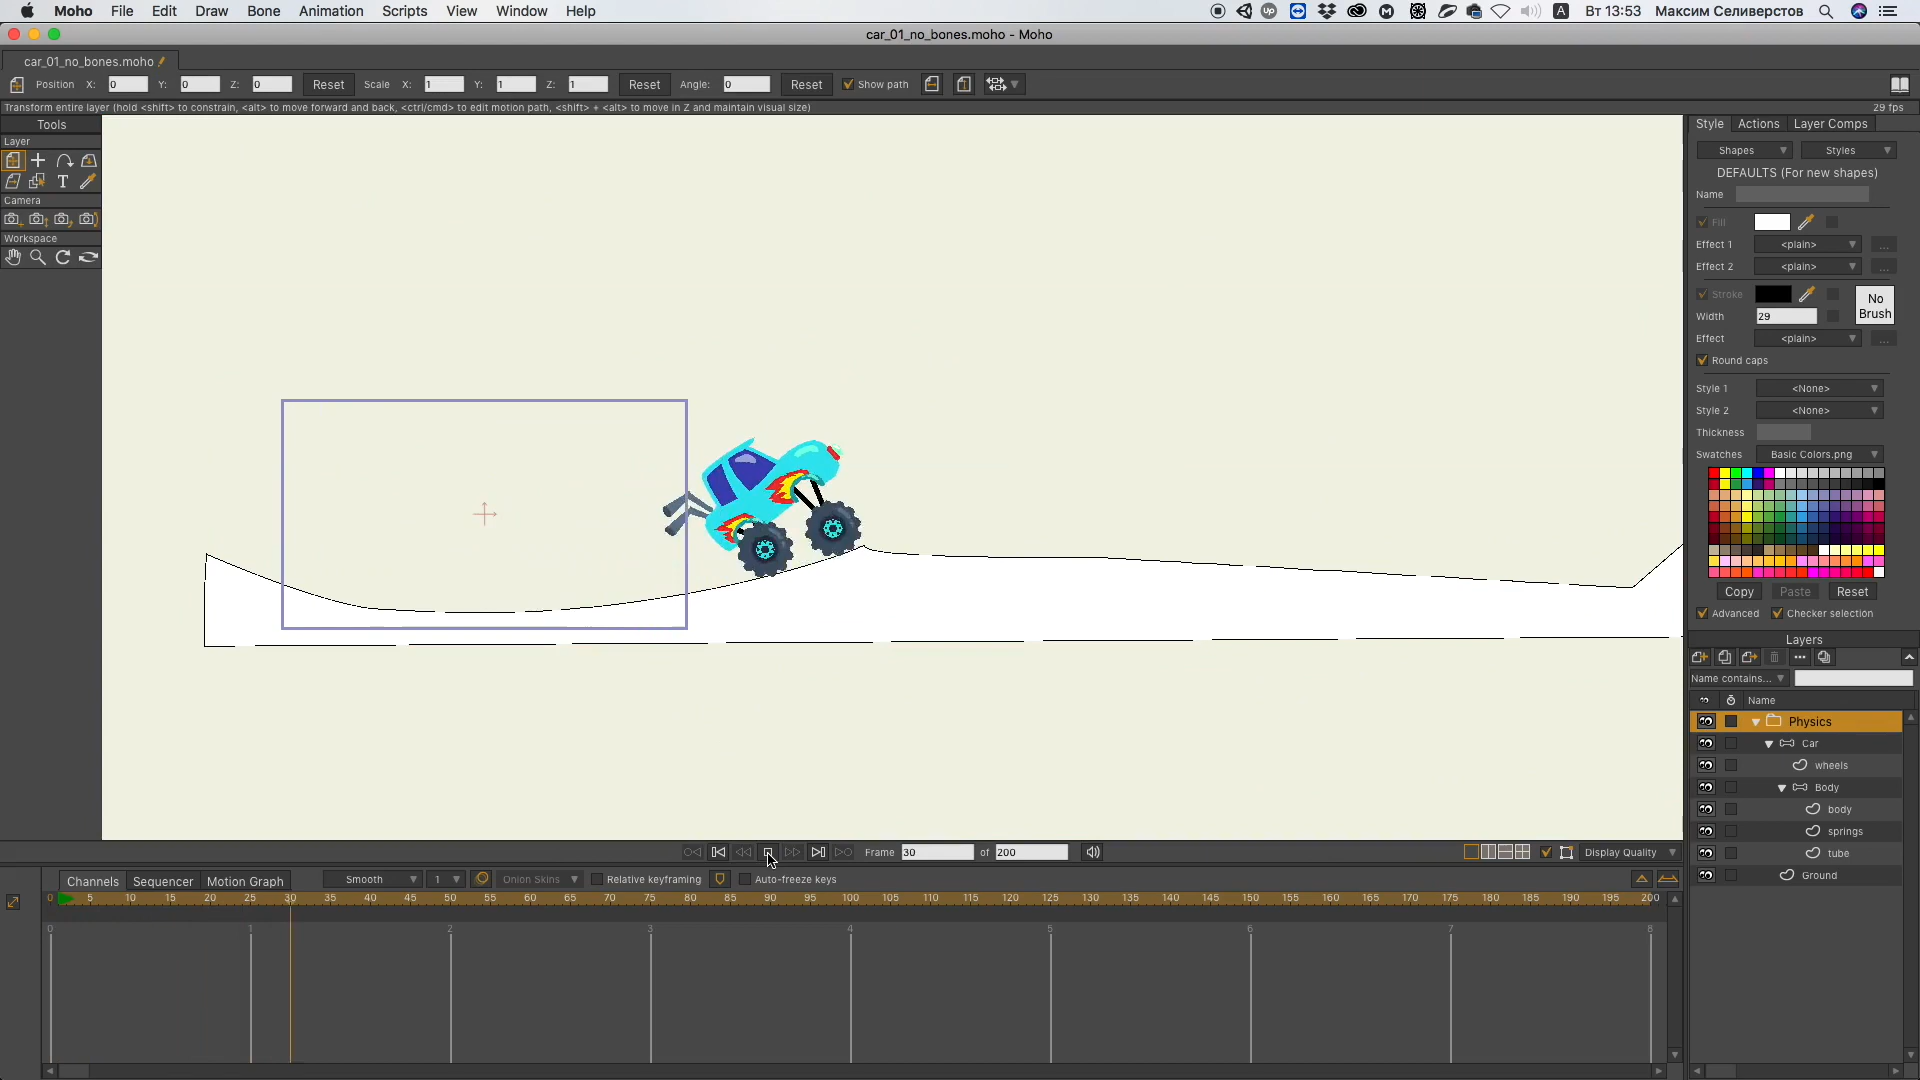 Moho File Edit Draw Bone Animation Scripts View Window Help
A Вт 13:53 Максим Селиверстов
car_01_no_bones.moho - Moho
car_01_no_bones.moho
Position X: 0 Y: 0 Z: 0 Reset Scale X: 1 Y: 1 Z: 1 Reset Angle: 0 Reset Show path
Transform entire layer (hold <shift> to constrain, <alt> to move forward and back, <ctrl/cmd> to edit motion path, <shift> + <alt> to move in Z and maintain visual size)
29 fps
Tools
Layer
T
Camera
Workspace
Style Actions Layer Comps
Shapes Styles
DEFAULTS (For new shapes)
Name
Fill
Effect 1 <plain> ...
Effect 2 <plain> ...
Stroke
No Brush
Width 29
Effect <plain> ...
Round caps
Style 1 <None>
Style 2 <None>
Thickness
Swatches Basic Colors.png
Copy Paste Reset
Advanced Checker selection
Layers
Name contains...
Name
Physics
Car
wheels
Body
body
springs
tube
Ground
Frame 30 of 200
Display Quality
Channels Sequencer Motion Graph Smooth 1 Onion Skins Relative keyframing Auto-freeze keys
0 5 10 15 20 25 30 35 40 45 50 55 60 65 70 75 80 85 90 95 100 105 110 115 120 125 130 135 140 145 150 155 160 165 170 175 180 185 190 195 200
0 1 2 3 4 5 6 7 8